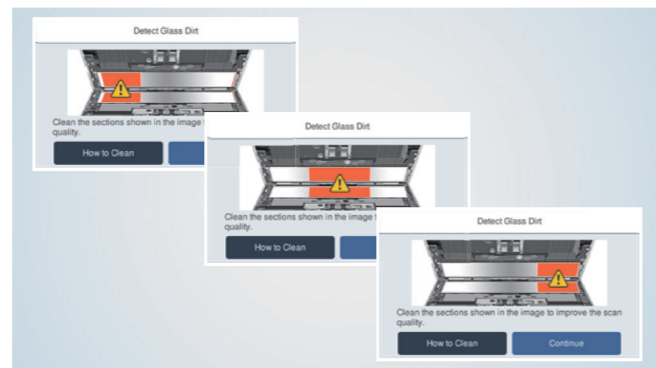 Detect Glass Dirt
Clean the sections shown in the image
quality.
How to Clean
Detect Glass Dirt
Clean the sections shown in the image
quality.
How to Clean
Detect Glass Dirt
Clean the sections shown in the image to improve the scan
quality.
How to Clean
Continue